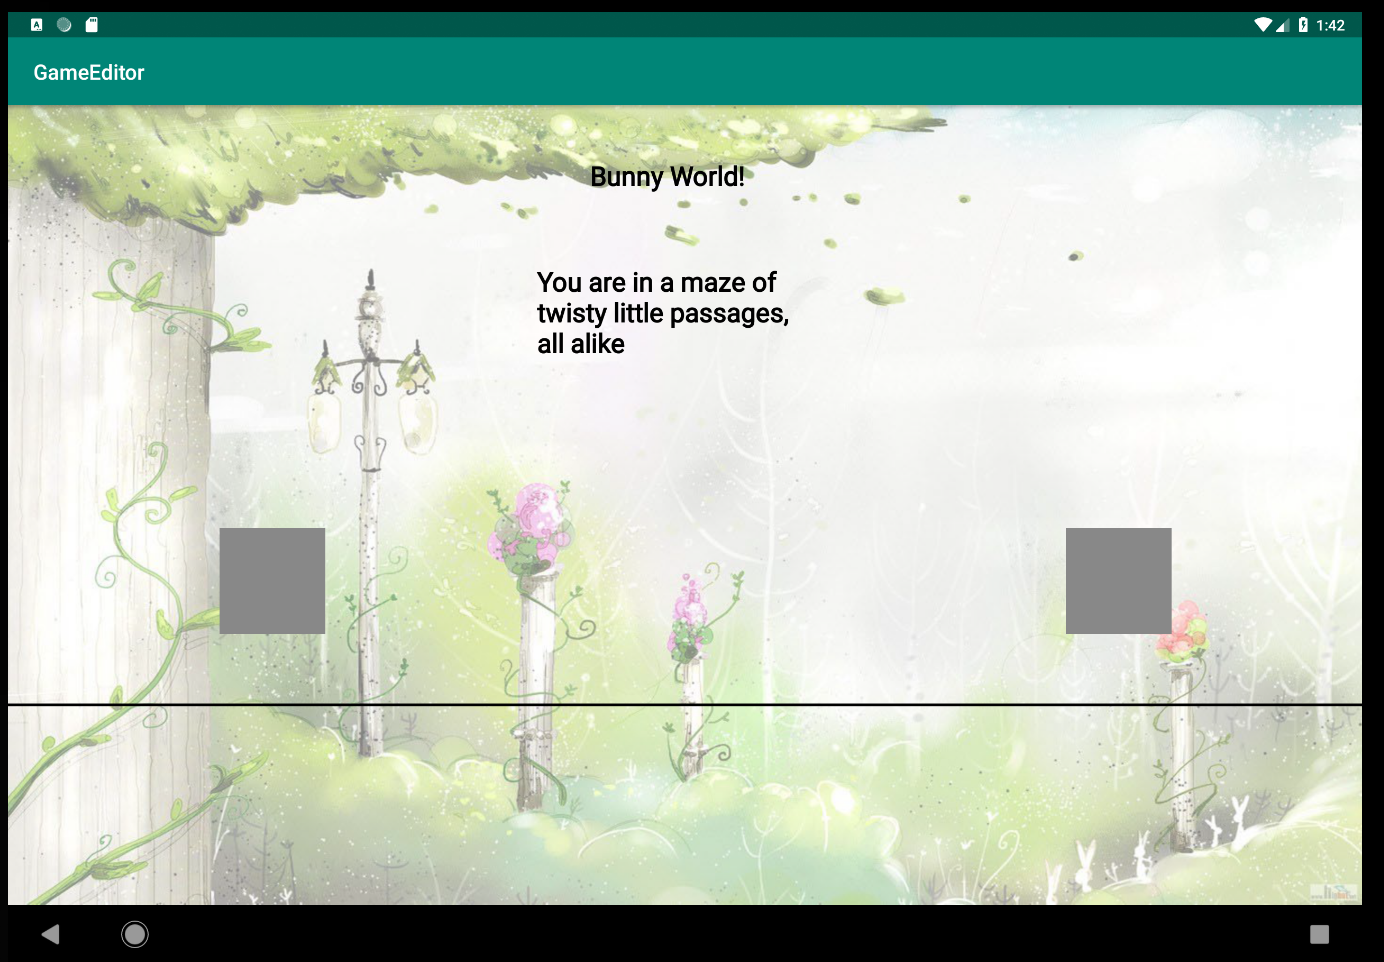 1:42
GameEditor
Bunny World!
You are in a maze of
twisty little passages,
all alike